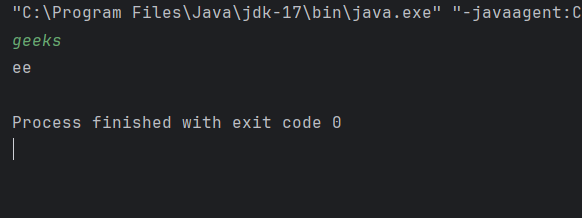 "C:\Program Files\Java\jdk-17\bin\java.exe" "-javaagent:C
geeks
ee
Process finished with exit code 0